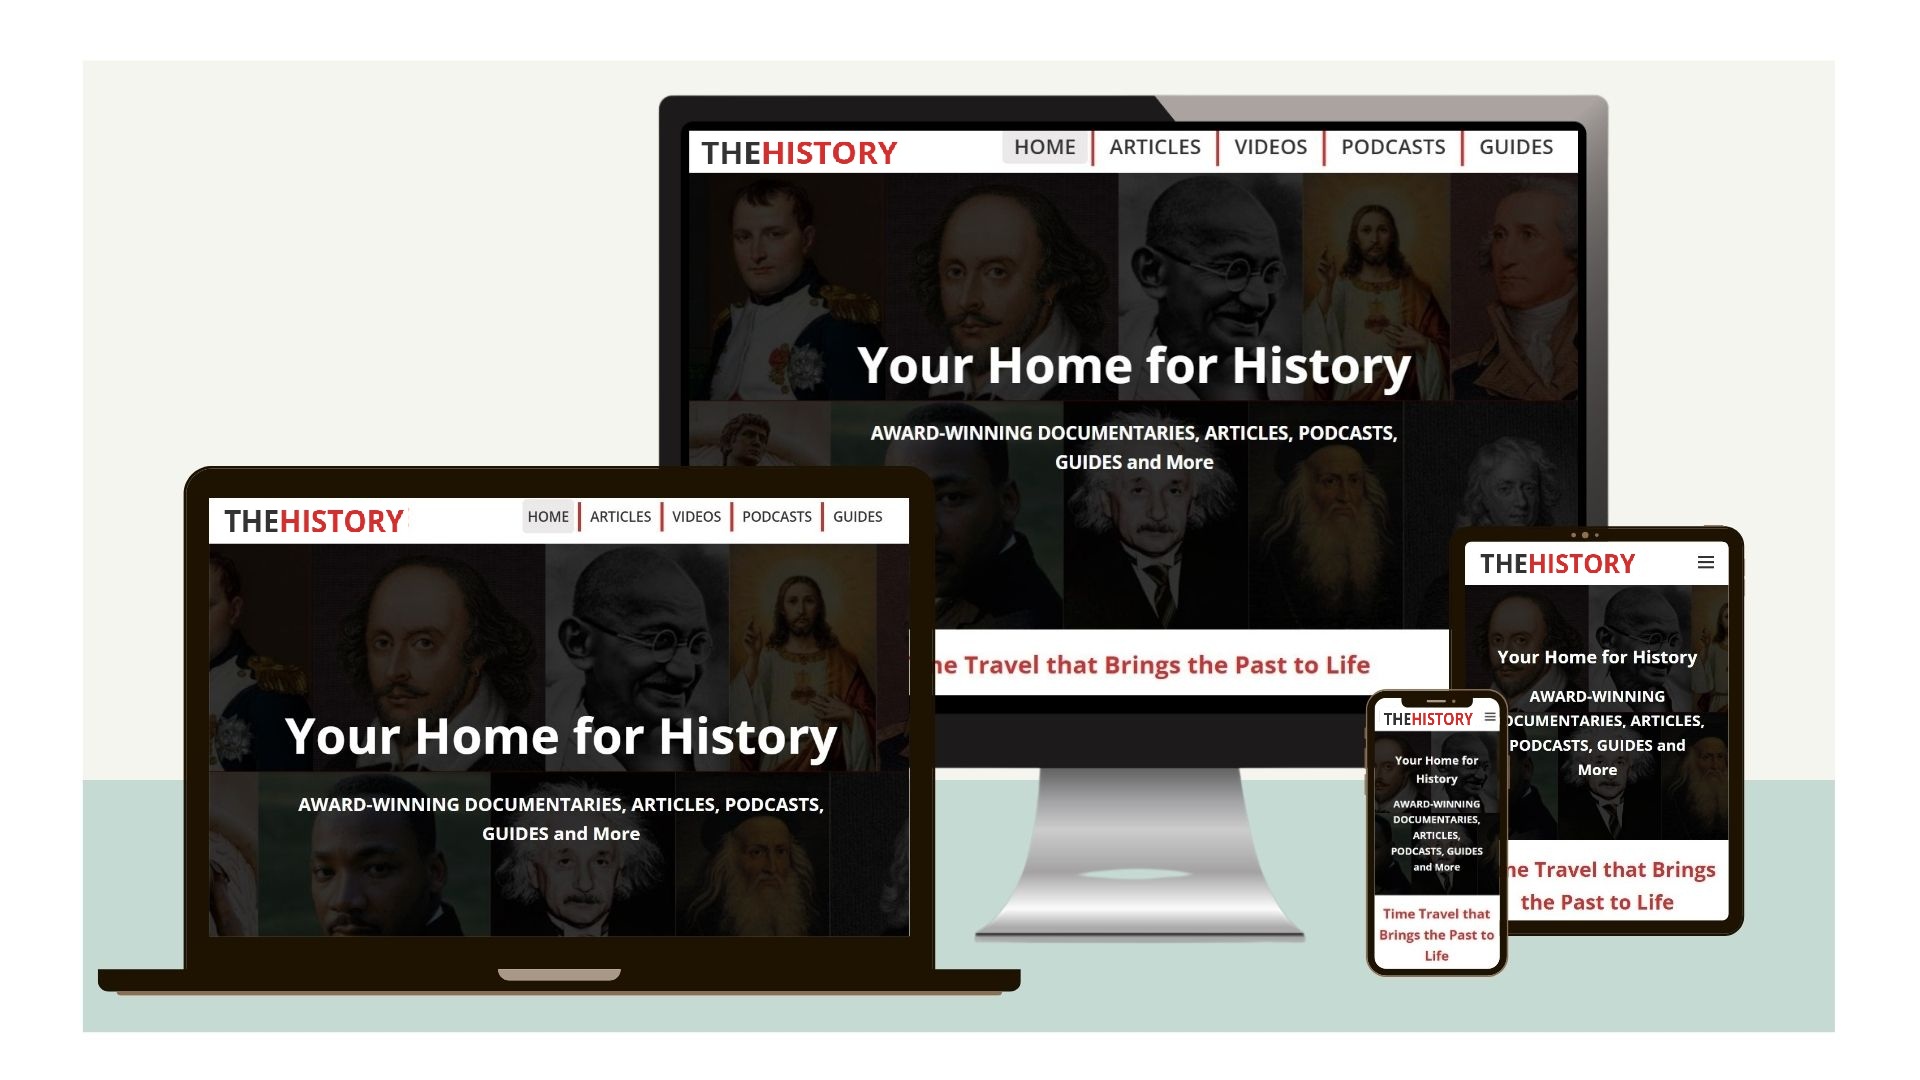 THEHISTORY
HOME ARTICLES VIDEOS PODCASTS GUIDES
Your Home for History
AWARD-WINNING DOCUMENTARIES, ARTICLES, PODCASTS,
GUIDES and More
Travel that Brings the Past to Life
THEHISTORY
HOME ARTICLES VIDEOS PODCASTS GUIDES
Your Home for History
AWARD-WINNING DOCUMENTARIES, ARTICLES, PODCASTS,
GUIDES and More
THEHISTORY
Your Home for
History
AWARD-WINNING
DOCUMENTARIES,
ARTICLES,
PODCASTS, GUIDES
and More
Time Travel that
Brings the Past to
Life
THEHISTORY
Your Home for History
AWARD-WINNING
OCUMENTARIES, ARTICLES,
PODCASTS, GUIDES and
More
me Travel that Brings
the Past to Life